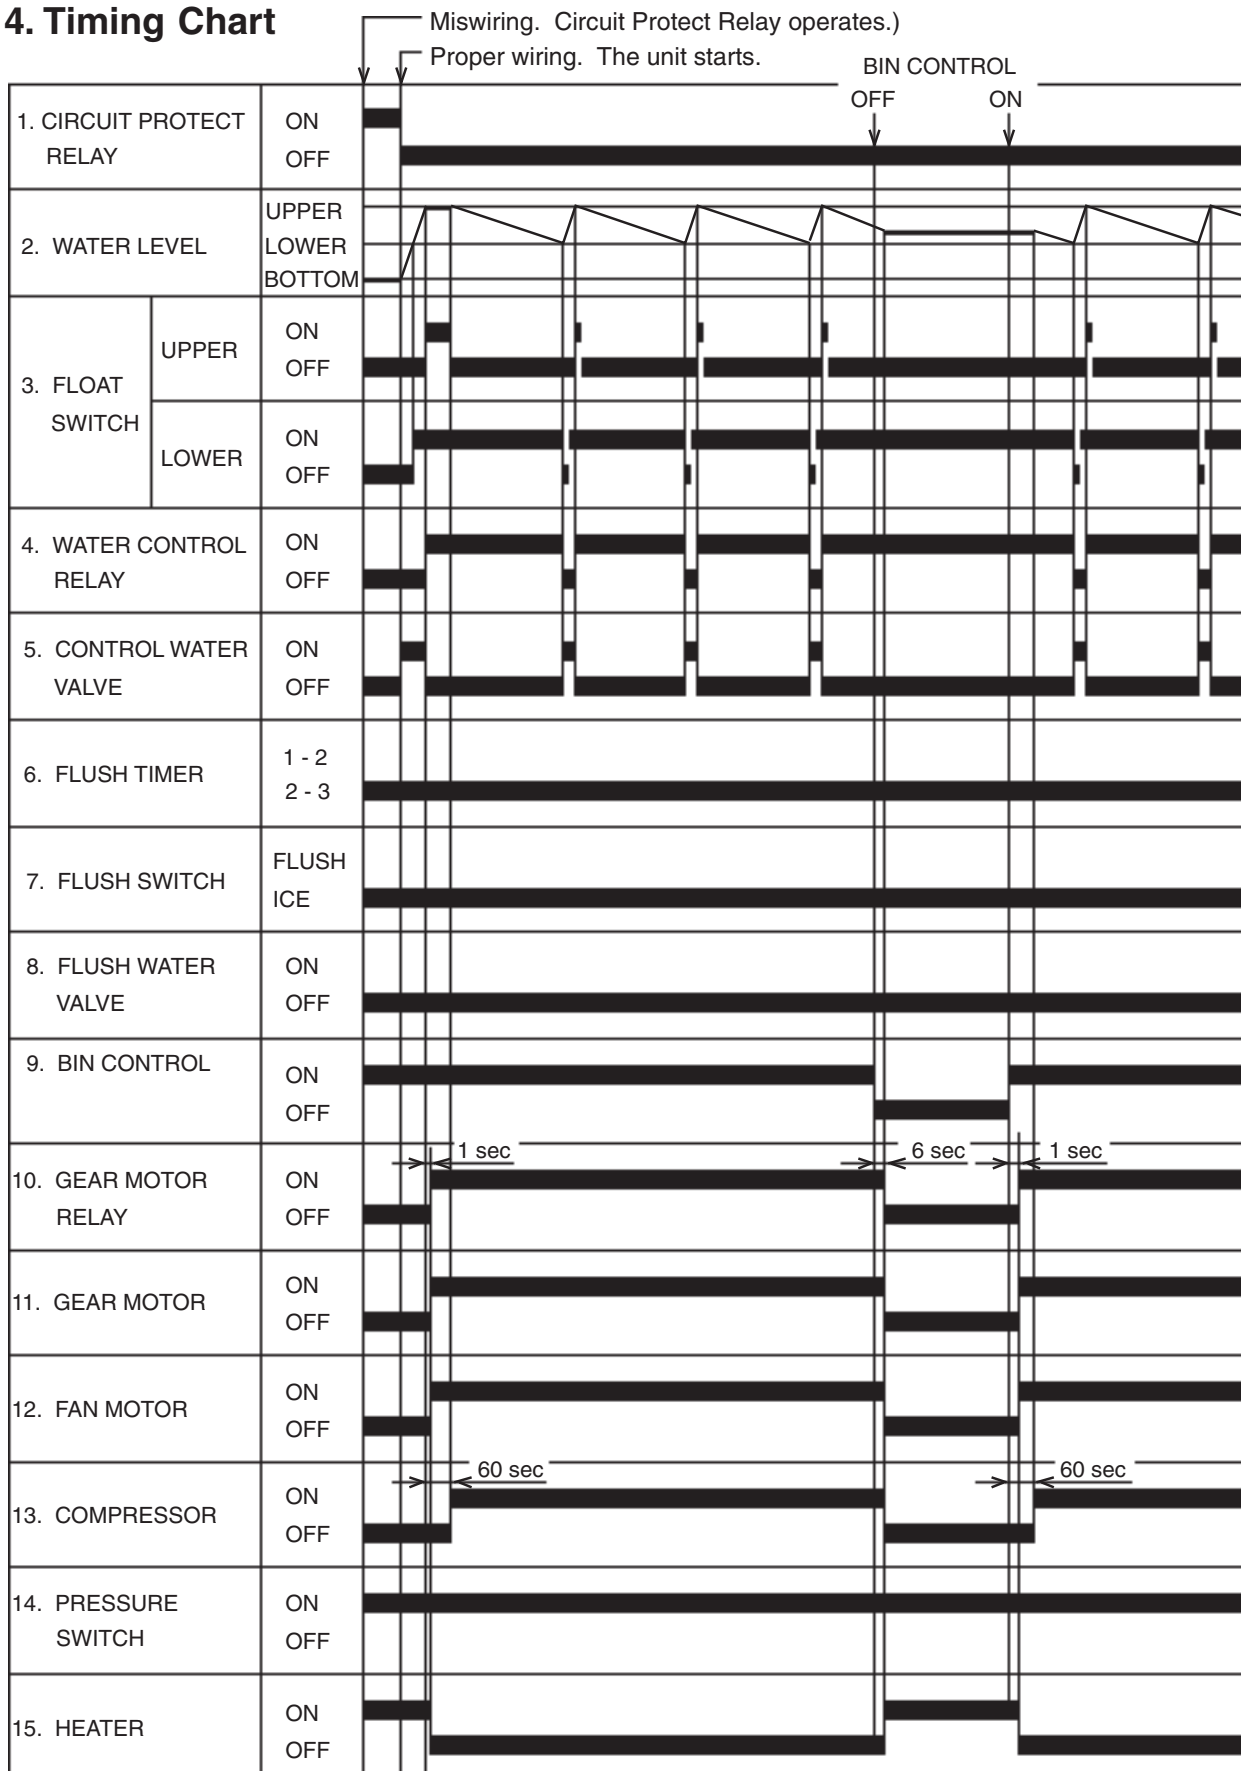 4. Timing Chart
Miswiring. Circuit Protect Relay operates.)
Proper wiring. The unit starts.
BIN CONTROL
OFF ON
1. CIRCUIT PROTECT
RELAY
ON
OFF
2. WATER LEVEL
UPPER
LOWER
BOTTOM
3. FLOAT
SWITCH
UPPER
ON
OFF
LOWER
ON
OFF
4. WATER CONTROL
RELAY
ON
OFF
5. CONTROL WATER
VALVE
ON
OFF
6. FLUSH TIMER
1 - 2
2 - 3
7. FLUSH SWITCH
FLUSH
ICE
8. FLUSH WATER
VALVE
ON
OFF
9. BIN CONTROL
ON
OFF
1 sec 6 sec 1 sec
10. GEAR MOTOR
RELAY
ON
OFF
11. GEAR MOTOR
ON
OFF
12. FAN MOTOR
ON
OFF
60 sec 60 sec
13. COMPRESSOR
ON
OFF
14. PRESSURE
SWITCH
ON
OFF
15. HEATER
ON
OFF